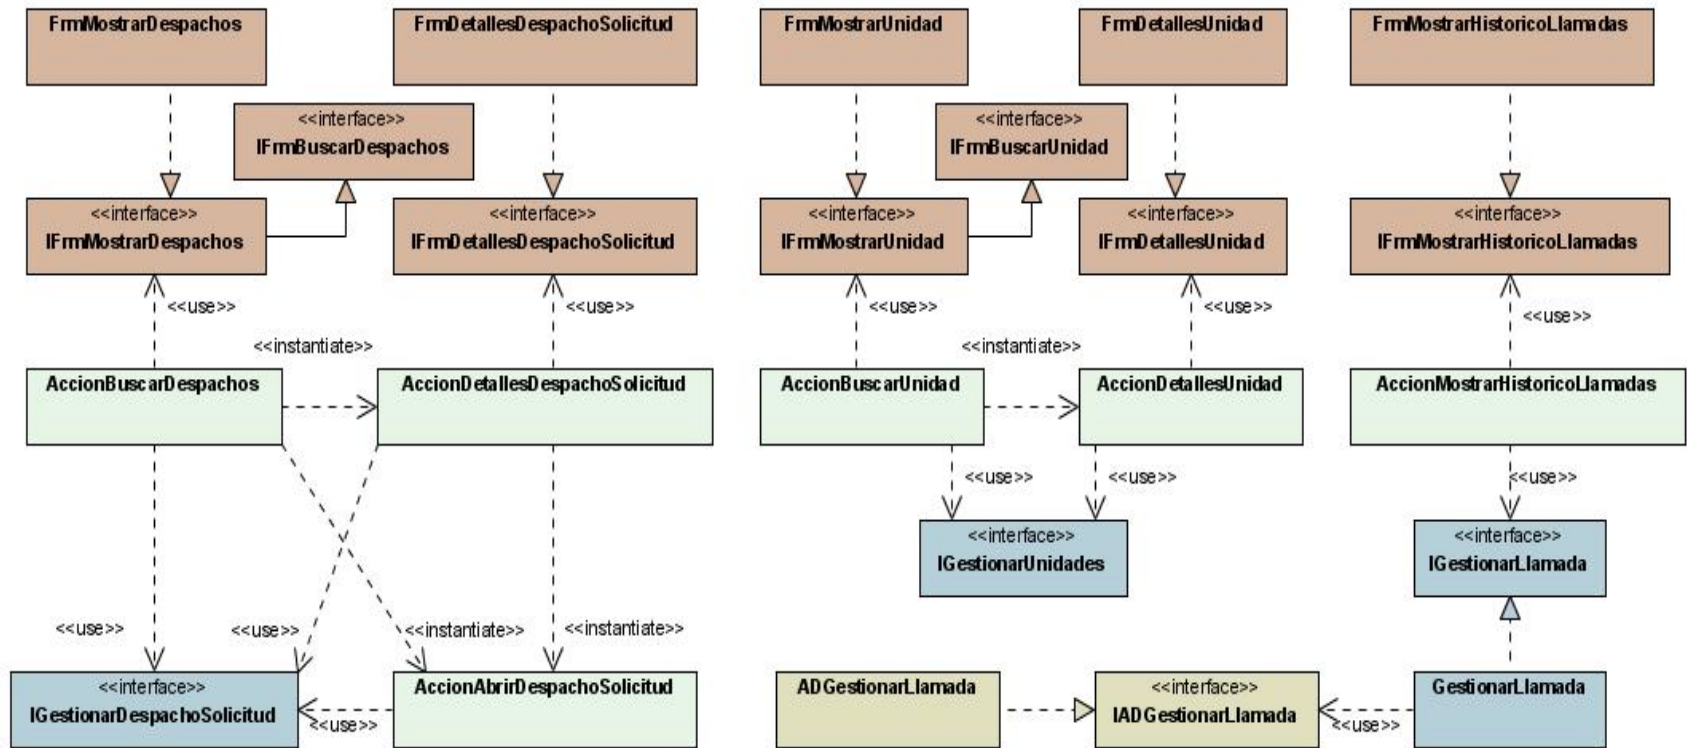 FrmMostrarDespachos
FrmDetallesDespachoSolicitud
FrmMostrarUnidad
FrmDetallesUnidad
FrmMostrarHistoricoLlamadas
<<interface>>
IFrmBuscarDespachos
<<interface>>
IFrmBuscarUnidad
<<interface>>
IFrmMostrarDespachos
<<interface>>
IFrmDetallesDespachoSolicitud
<<interface>>
IFrmMostrarUnidad
<<interface>>
IFrmDetallesUnidad
<<interface>>
IFrmMostrarHistoricoLlamadas
<<use>>
<<use>>
<<use>>
<<use>>
<<use>>
<<instantiate>>
<<instantiate>>
AccionBuscarDespachos
AccionDetallesDespachoSolicitud
AccionBuscarUnidad
AccionDetallesUnidad
AccionMostrarHistoricoLlamadas
<<use>>
<<use>>
<<use>>
<<interface>>
IGestionarUnidades
<<interface>>
IGestionarLlamada
<<use>>
<<use>>
<<instantiate>>
<<instantiate>>
<<interface>>
IGestionarDespachoSolicitud
<<use>>
AccionAbrirDespachoSolicitud
ADGestionarLlamada
<<interface>>
IADGestionarLlamada
<<use>>
GestionarLlamada